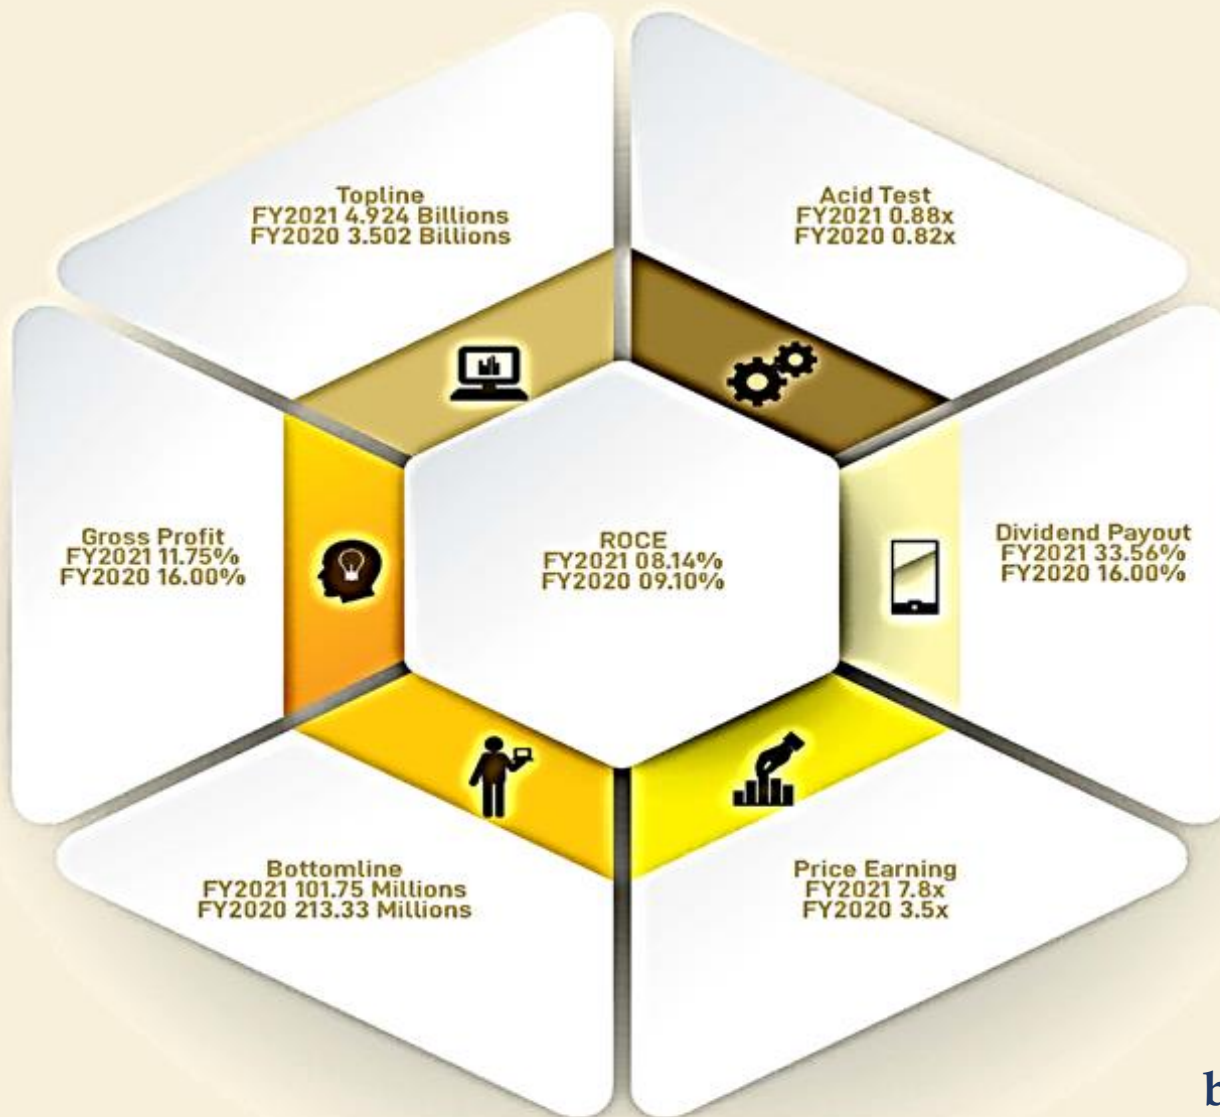 Topline
FY2021 4.924 Billions
FY2020 3.502 Billions
Acid Test
FY2021 0.88x
FY2020 0.82x
Gross Profit
FY2021 11.75%
FY2020 16.00%
ROCE
FY2021 08.14%
FY2020 09.10%
Dividend Payout
FY2021 33.56%
FY2020 16.00%
Bottomline
FY2021 101.75 Millions
FY2020 213.33 Millions
Price Earning
FY2021 7.8x
FY2020 3.5x
b